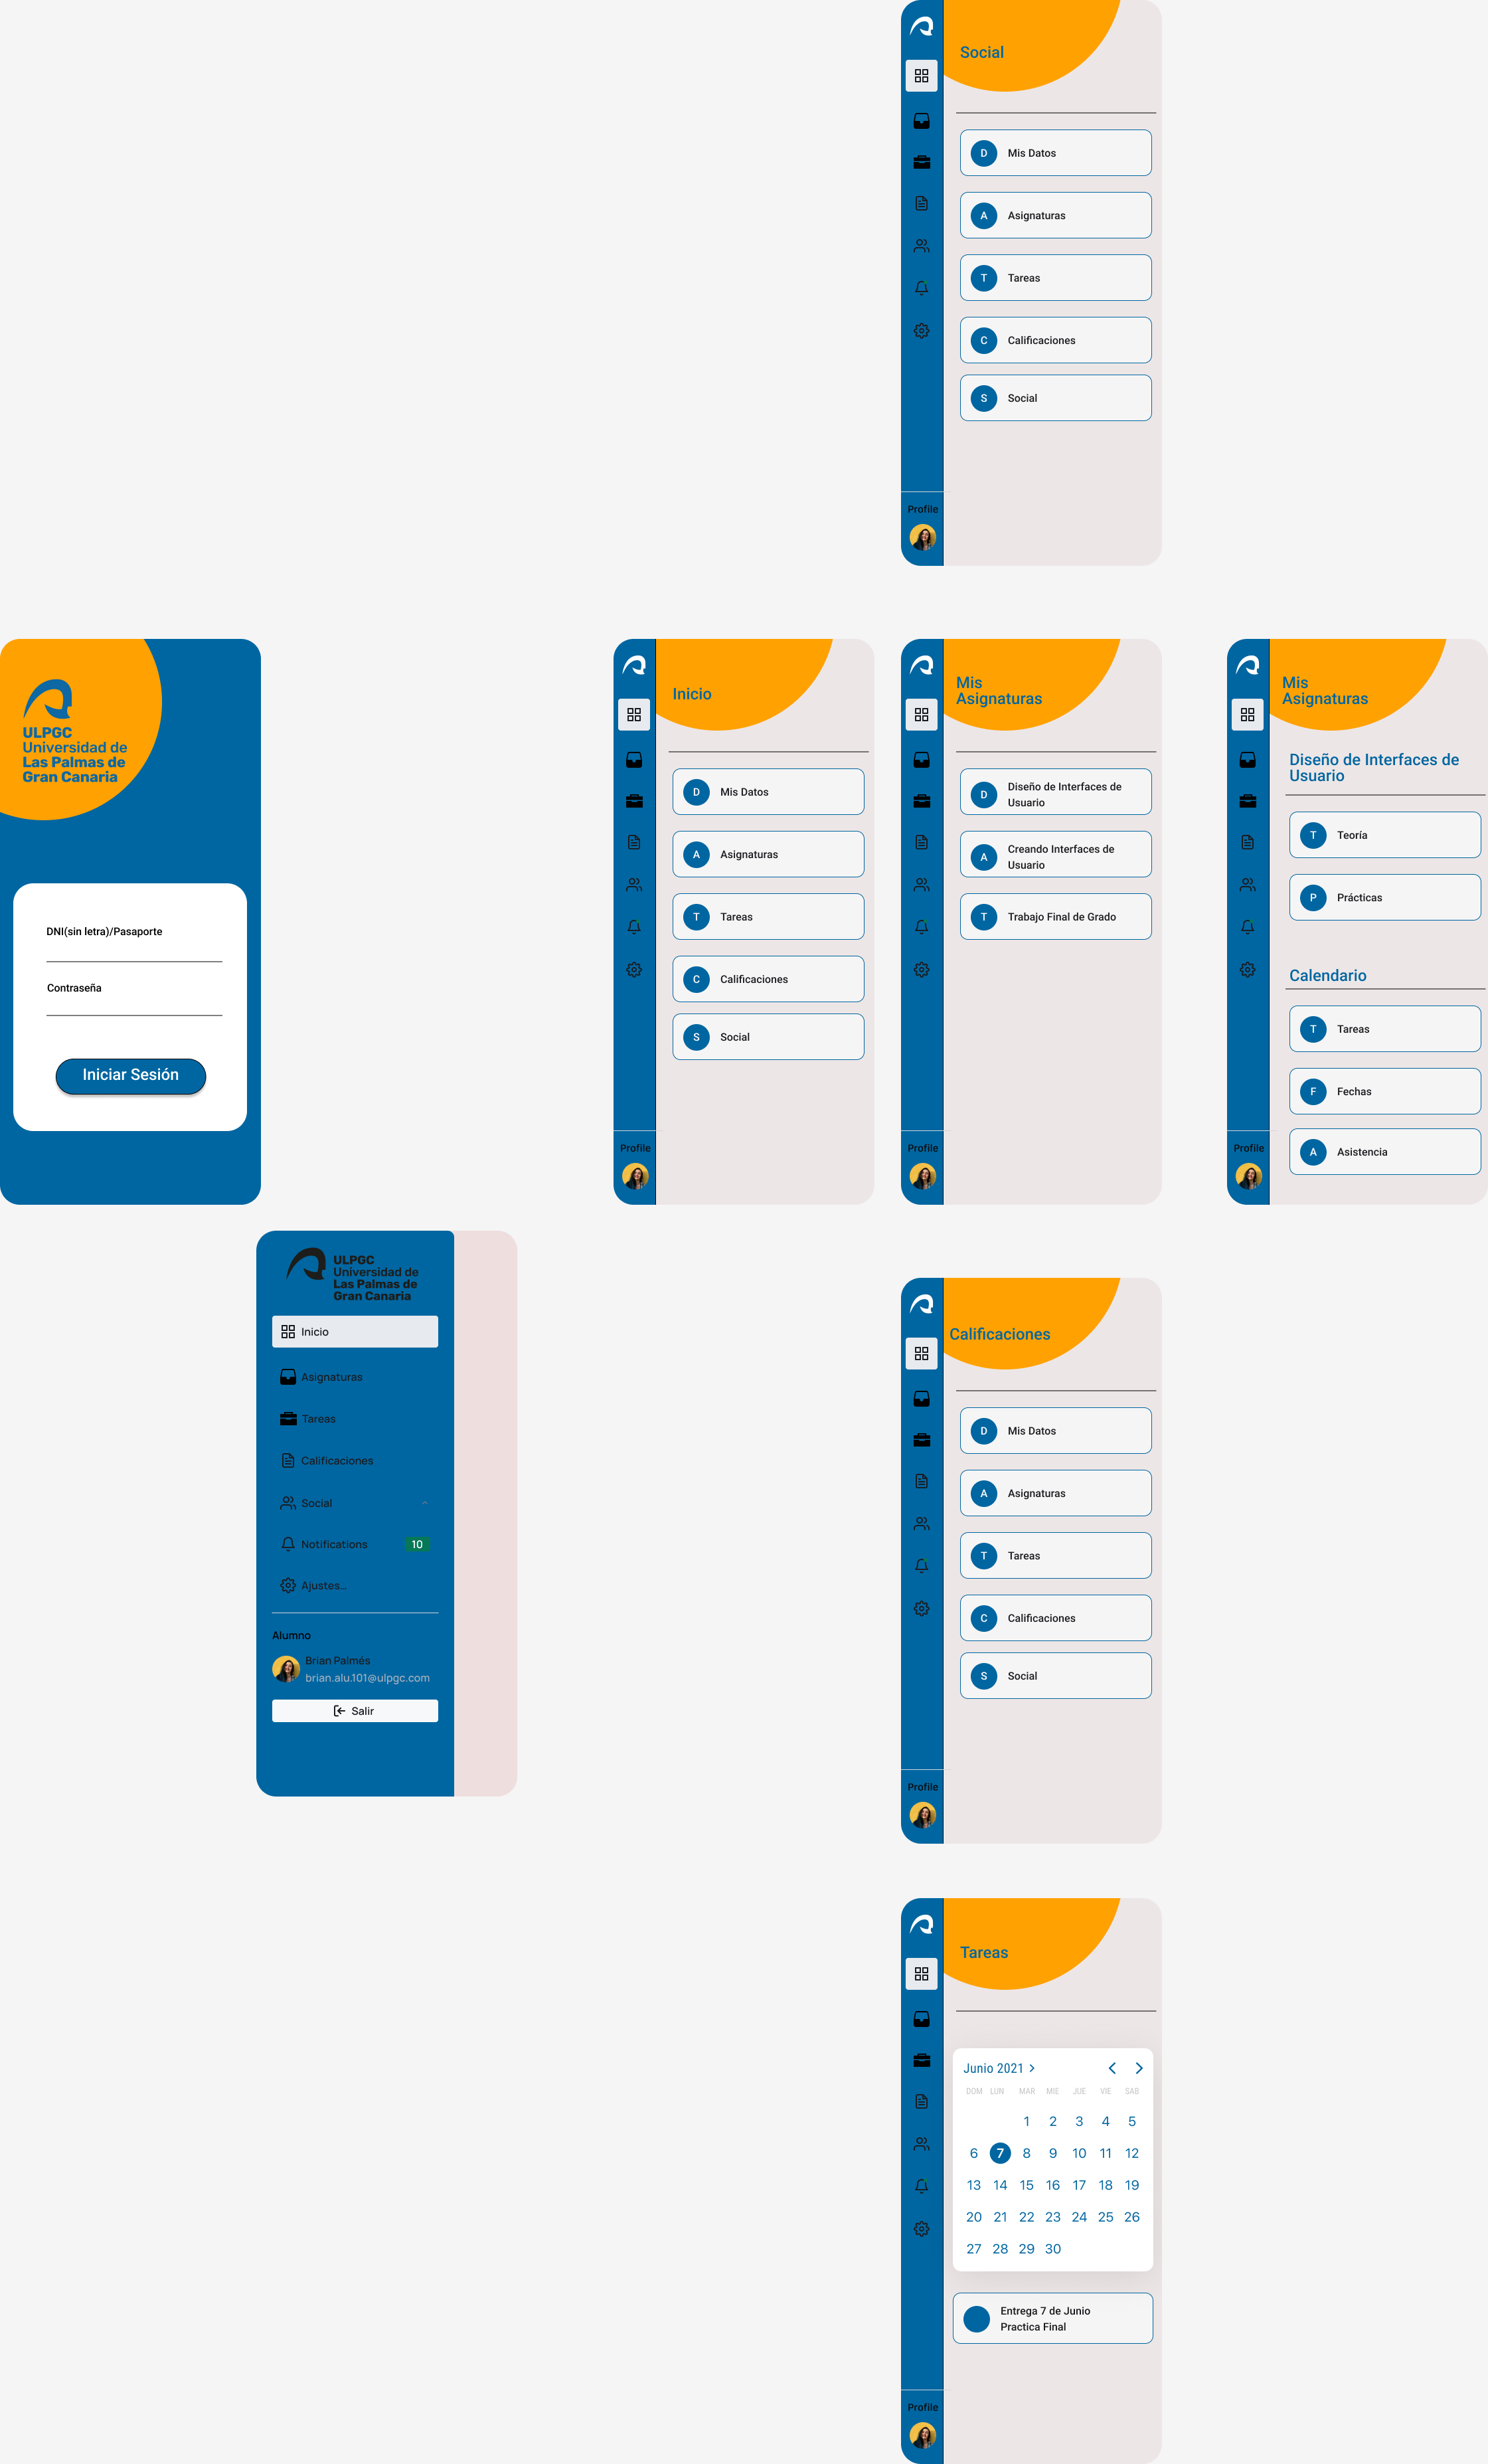 Social
D
Mis Datos
A
Asignaturas
T
Tareas
C
Calificaciones
S
Social
Profile
ULPGC
Universidad de
Las Palmas de
Gran Canaria
DNI(sin letra)/Pasaporte
Contraseña
Iniciar Sesión
Inicio
D
Mis Datos
A
Asignaturas
T
Tareas
C
Calificaciones
S
Social
Profile
Mis
Asignaturas
D
Diseño de Interfaces de
Usuario
A
Creando Interfaces de
Usuario
T
Trabajo Final de Grado
Profile
Mis
Asignaturas
Diseño de Interfaces de
Usuario
T
Teoría
P
Prácticas
Calendario
T
Tareas
F
Fechas
A
Asistencia
Profile
ULPGC
Universidad de
Las Palmas de
Gran Canaria
Inicio
Asignaturas
Tareas
Calificaciones
Social
Notifications 10
Ajustes...
Alumno
Brian Palmés
brian.alu.101@ulpgc.com
Salir
Calificaciones
D
Mis Datos
A
Asignaturas
T
Tareas
C
Calificaciones
S
Social
Profile
Tareas
Junio 2021
DOM LUN MAR MIE JUE VIE SAB
1 2 3 4 5
6 7 8 9 10 11 12
13 14 15 16 17 18 19
20 21 22 23 24 25 26
27 28 29 30
Entrega 7 de Junio
Practica Final
Profile